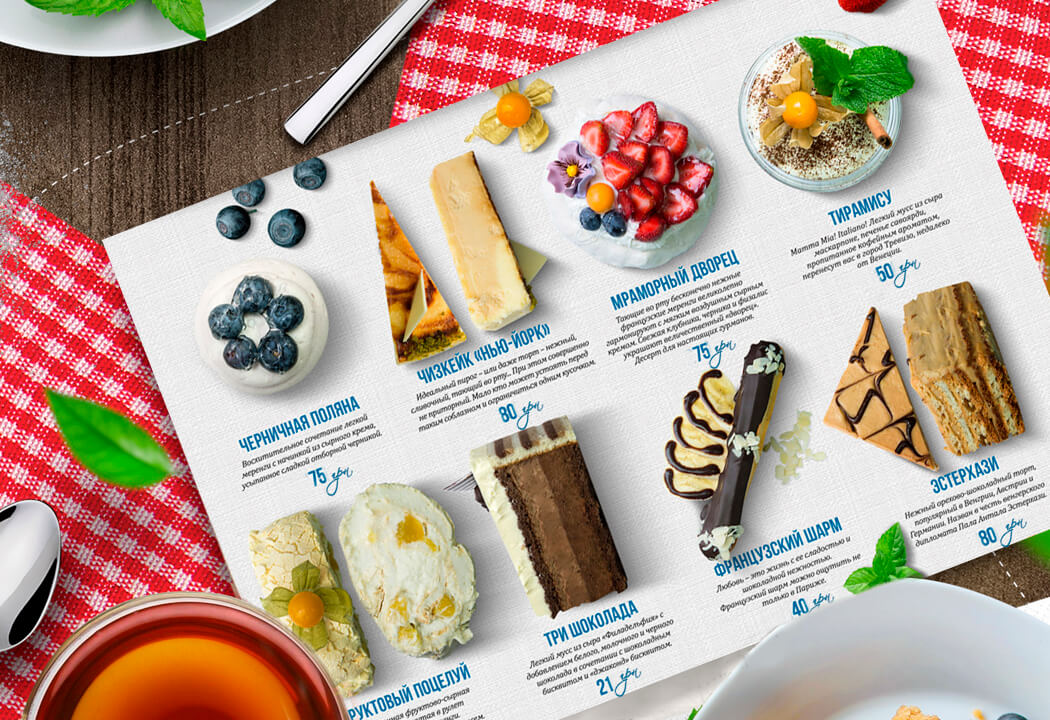 ЧЕРНИЧНАЯ ПОЛЯНА
Восхитительное сочетание легкой
меренги с начинкой из сырного крема,
усыпанное сладкой отборной черникой.
75 грн
ЧИЗКЕЙК «НЬЮ-ЙОРК»
Идеальный пирог – или даже торт – нежный,
сливочный, тающий во рту... При этом совершенно
не приторный. Мало кто может устоять перед
таким соблазном и ограничиться одним кусочком.
80 грн
МРАМОРНЫЙ ДВОРЕЦ
Тающие во рту бесконечно нежные
французские меренги великолепно
гармонируют с мягким воздушным сырным
кремом. Свежая клубника, черника и физалис
украшают величественный «дворец».
Десерт для настоящих гурманов.
75 грн
ТИРАМИСУ
Mamma Mia! Italiano! Легкий мусс из сыра
маскарпоне, печенье савоярди,
пропитанное кофейным ароматом,
перенесут вас в город Тревизо, недалеко
от Венеции.
50 грн
РУКТОВЫЙ ПОЦЕЛУЙ
фруктово-сырная
в рулет
ТРИ ШОКОЛАДА
Легкий мусс из сыра «Филадельфия» с
добавлением белого, молочного и черного
шоколада в сочетании с шоколадным
бисквитом и «джаконд» бисквитом.
21 грн
ФРАНЦУЗСКИЙ ШАРМ
Любовь – это жизнь с ее сладостью и
шоколадной нежностью.
Французский шарм можно ощутить не
только в Париже.
40 грн
ЭСТЕРХАЗИ
Нежный орехово-шоколадный торт,
популярный в Венгрии, Австрии и
Германии. Назван в честь венгерского
дипломата Пала Антала Эстерхази.
80 грн